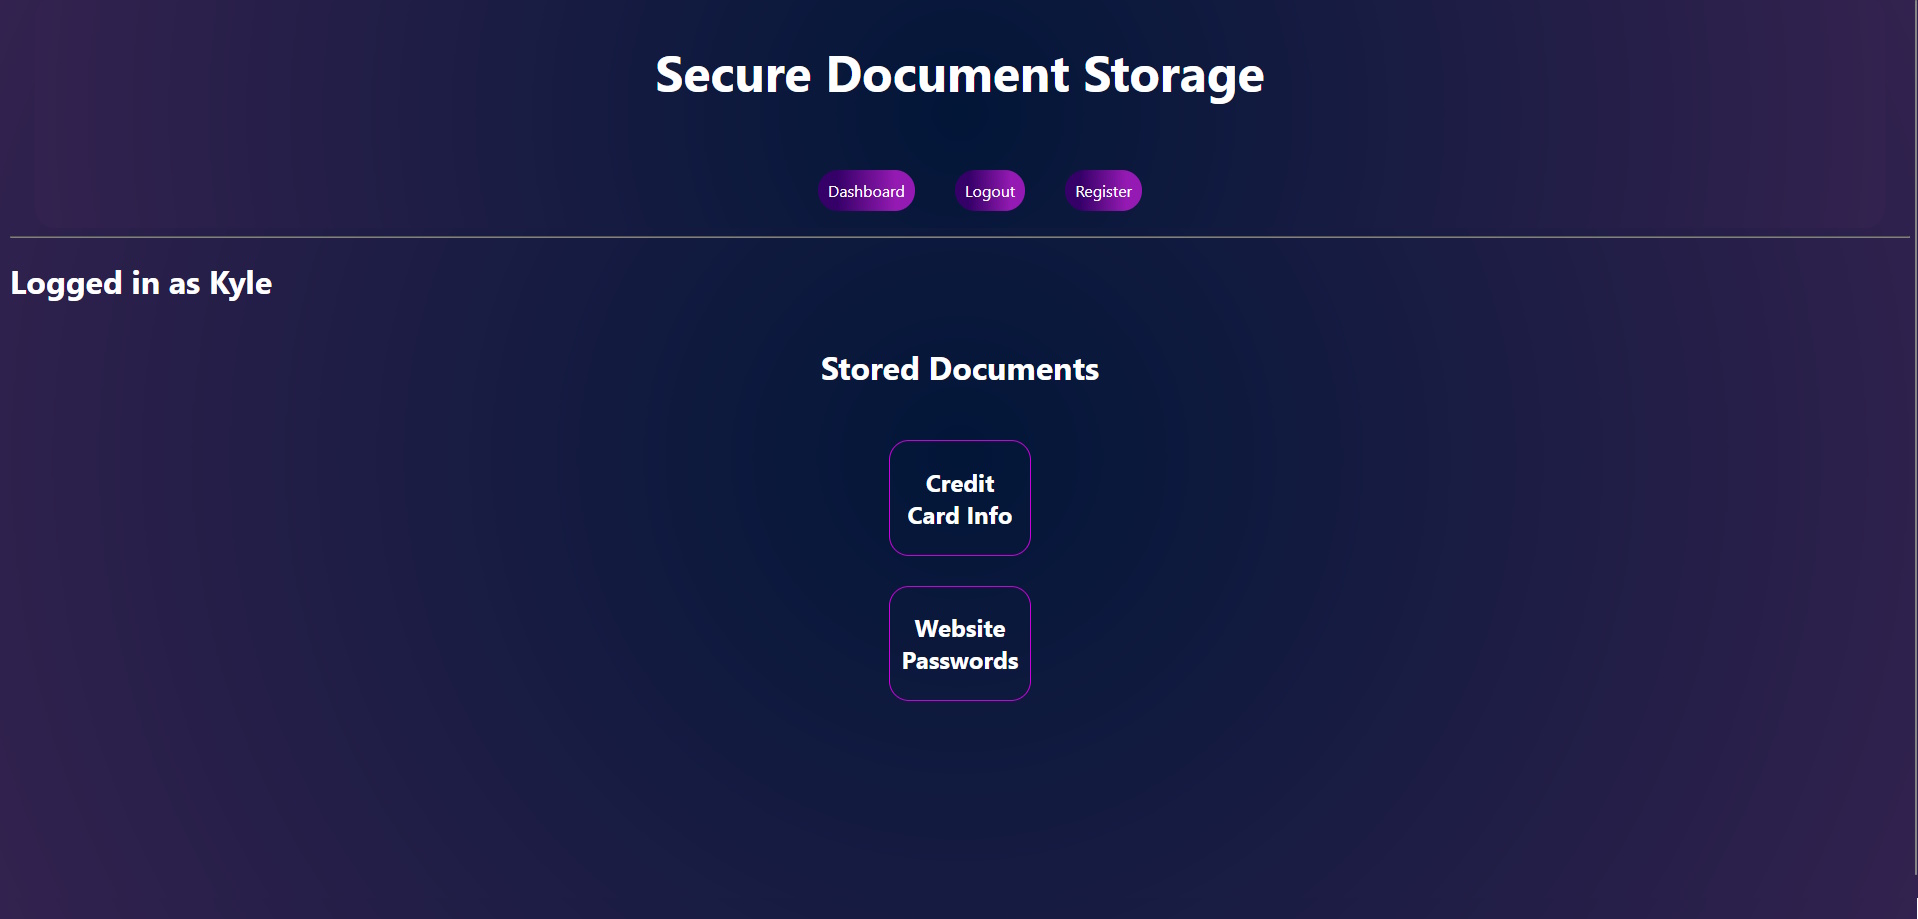 Secure Document Storage
Dashboard Logout Register
Logged in as Kyle
Stored Documents
Credit
Card Info
Website
Passwords